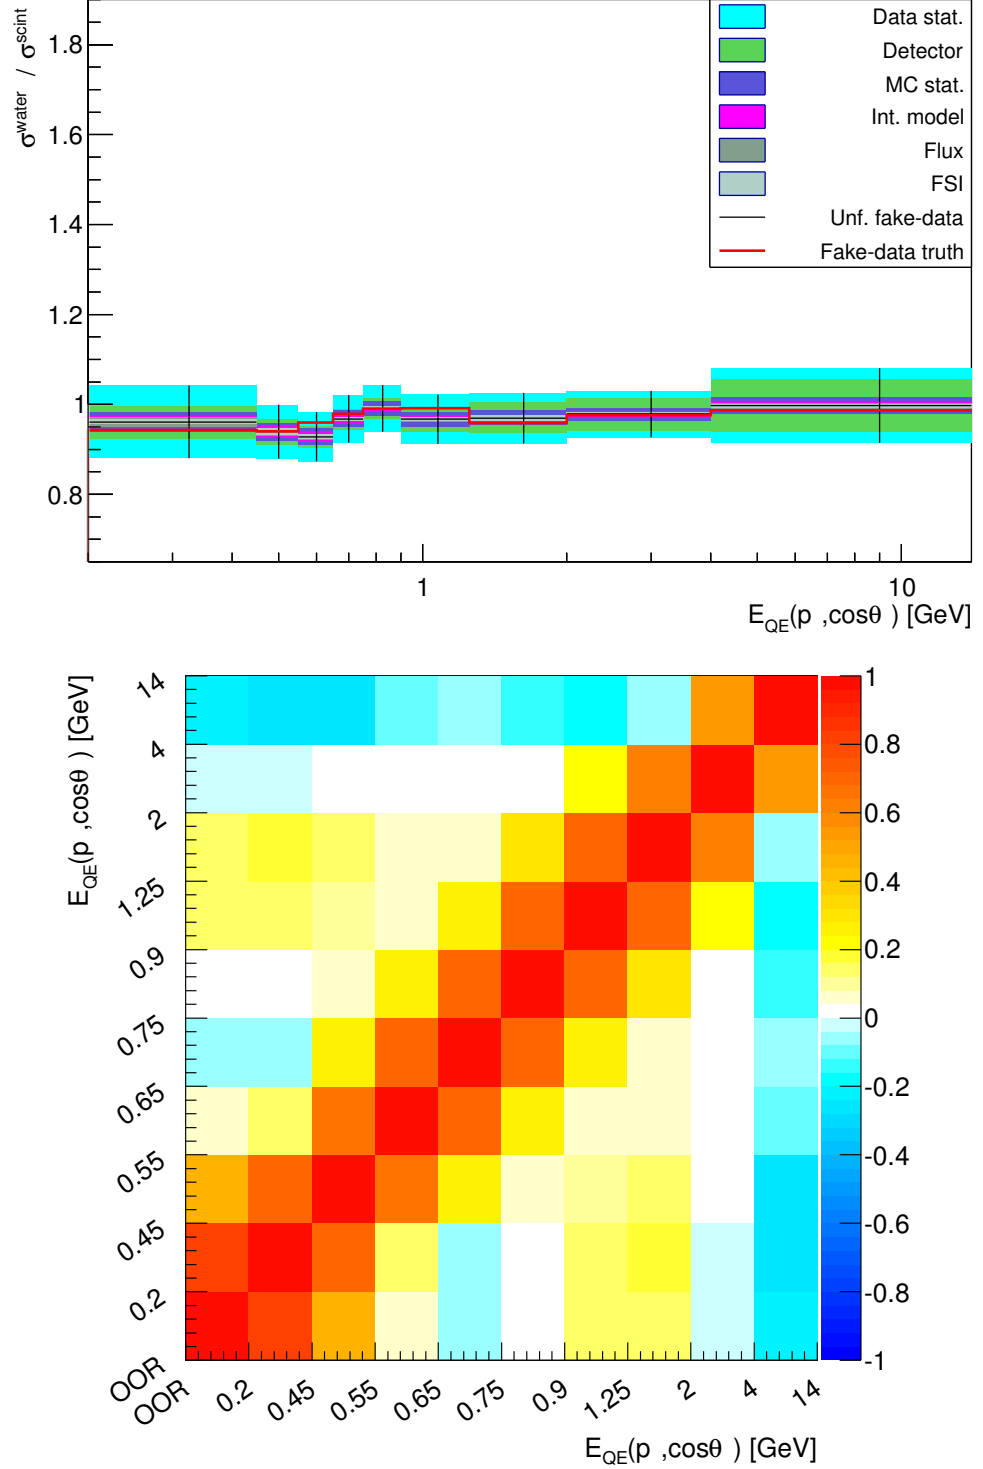 σ^water / σ^scint
1.8
1.6
1.4
1.2
1
0.8
Data stat.
Detector
MC stat.
Int. model
Flux
FSI
Unf. fake-data
Fake-data truth
1
10
E_QE(p ,cosθ ) [GeV]
E_QE(p ,cosθ ) [GeV]
14
4
2
1.25
0.9
0.75
0.65
0.55
0.45
0.2
OOR
OOR
0.2
0.45
0.55
0.65
0.75
0.9
1.25
2
4
14
1
0.8
0.6
0.4
0.2
0
-0.2
-0.4
-0.6
-0.8
-1
E_QE(p ,cosθ ) [GeV]